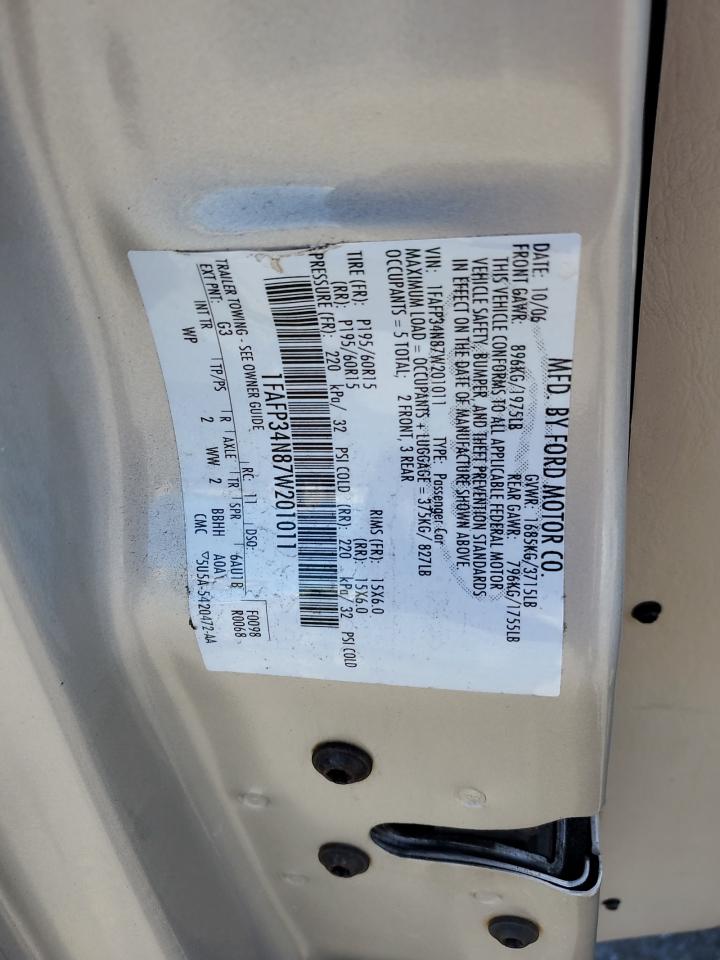 MFD. BY FORD MOTOR CO.
DATE: 10/06 GVWR: 1685KG/3715LB
FRONT GAWR: 896KG/1975LB REAR GAWR: 796KG/1755LB
THIS VEHICLE CONFORMS TO ALL APPLICABLE FEDERAL MOTOR
VEHICLE SAFETY, BUMPER, AND THEFT PREVENTION STANDARDS
IN EFFECT ON THE DATE OF MANUFACTURE SHOWN ABOVE.
VIN: 1FAFP34N87W201011 TYPE: Passenger Car
MAXIMUM LOAD = OCCUPANTS + LUGGAGE = 375KG/ 827LB
OCCUPANTS = 5 TOTAL; 2 FRONT, 3 REAR
TIRE (FR): P195/60R15 RIMS (FR): 15X6.0
(RR): P195/60R15 (RR): 15X6.0
PRESSURE (FR): 220 kPa/ 32 PSI COLD (RR): 220 kPa/ 32 PSI COLD
1FAFP34N87W201011
TRAILER TOWING - SEE OWNER GUIDE F0098
EXT PNT: G3 RC: 11 DSO: R0068
INT TR TP/PS R AXLE TR SPR 6AU1B
WP 2 WW 2 BBHH A0A1
CMC ▽5U5A-5420472-AA